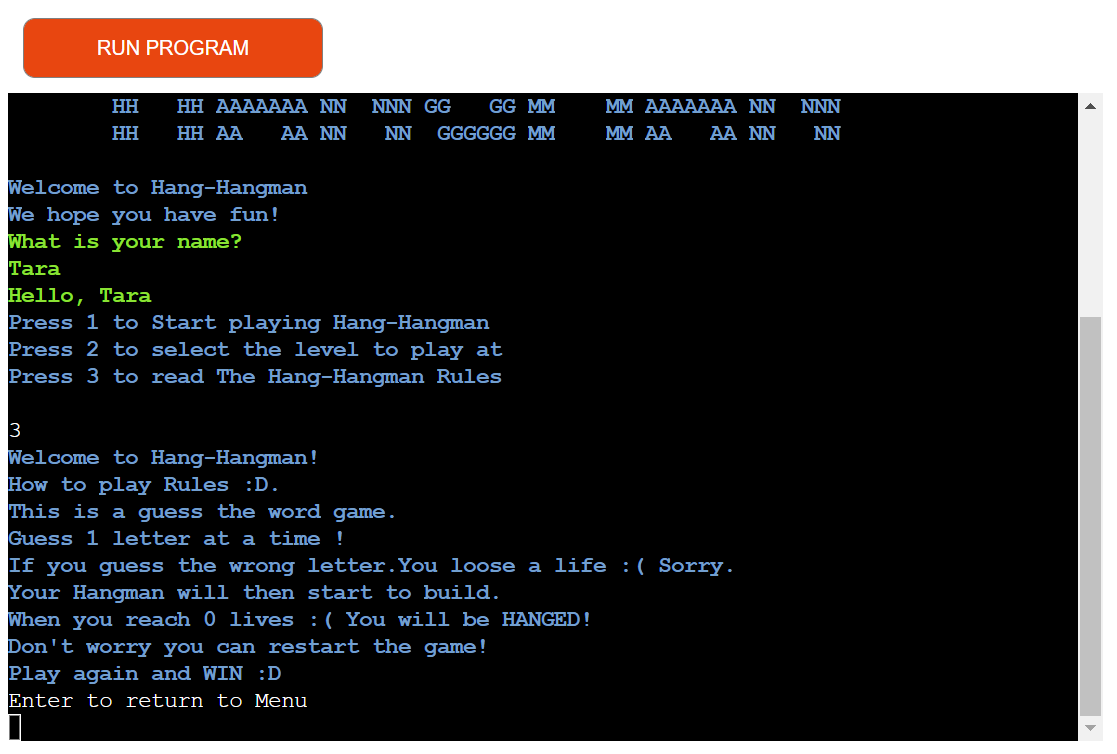 RUN PROGRAM
HH   HH AAAAAAA NN  NNN GG   GG MM    MM AAAAAAA NN  NNN
HH   HH AA   AA NN   NN  GGGGGG MM    MM AA   AA NN   NN
Welcome to Hang-Hangman
We hope you have fun!
What is your name?
Tara
Hello, Tara
Press 1 to Start playing Hang-Hangman
Press 2 to select the level to play at
Press 3 to read The Hang-Hangman Rules
3
Welcome to Hang-Hangman!
How to play Rules :D.
This is a guess the word game.
Guess 1 letter at a time !
If you guess the wrong letter.You loose a life :( Sorry.
Your Hangman will then start to build.
When you reach 0 lives :( You will be HANGED!
Don't worry you can restart the game!
Play again and WIN :D
Enter to return to Menu